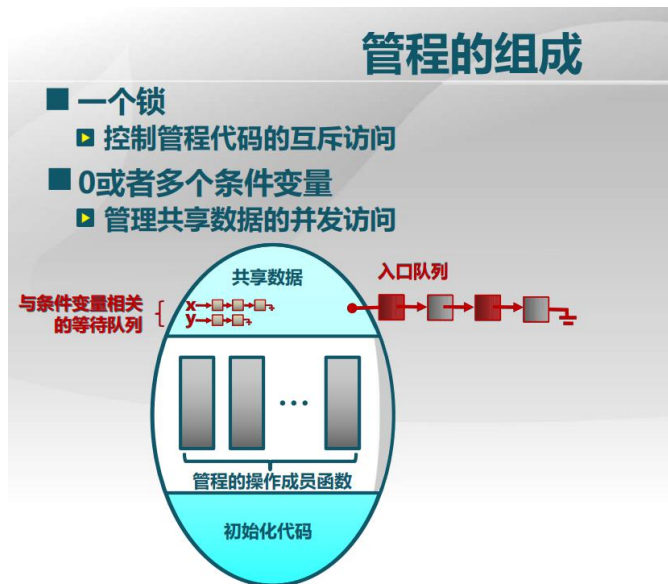 管程的组成
一个锁
控制管程代码的互斥访问
0或者多个条件变量
管理共享数据的并发访问
共享数据
入口队列
与条件变量相关
的等待队列
x
y
...
管程的操作成员函数
初始化代码